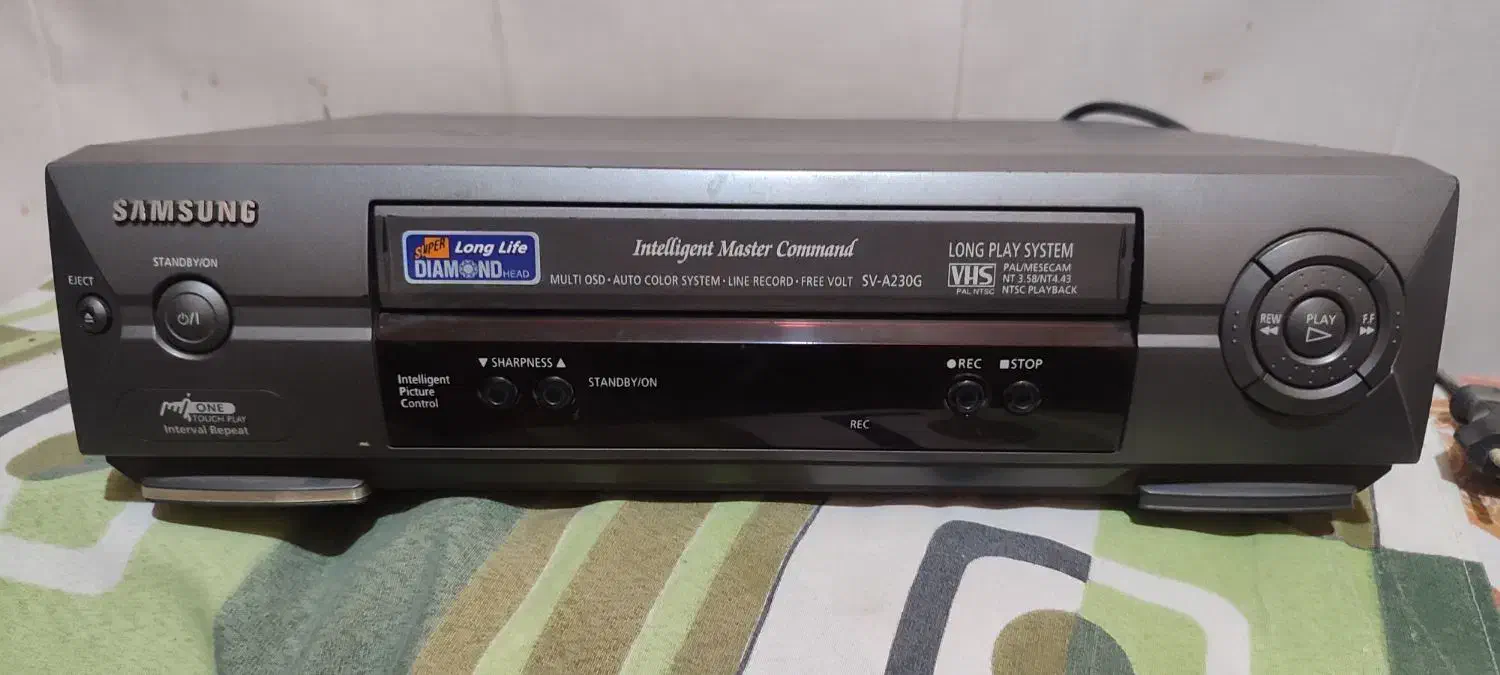 SAMSUNG
STANDBY/ON
EJECT
ONE
TOUCH PLAY
Interval Repeat
SUPER Long Life
DIAMOND HEAD
Intelligent Master Command
MULTI OSD • AUTO COLOR SYSTEM • LINE RECORD • FREE VOLT SV-A230G
LONG PLAY SYSTEM
VHS
PAL NTSC
PAL/MESECAM
NT 3.58/NT4.43
NTSC PLAYBACK
Intelligent
Picture
Control
▼ SHARPNESS ▲
STANDBY/ON
REC
●REC ■STOP
REW
PLAY
F.F